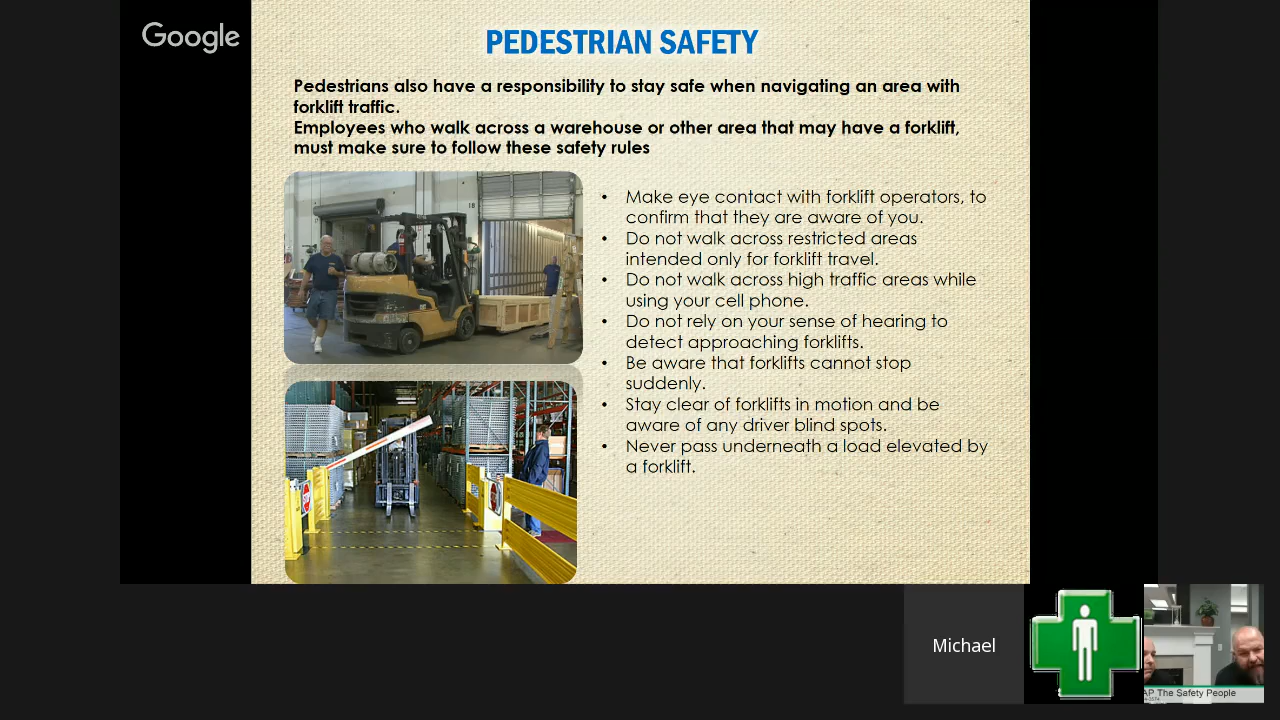 Google
PEDESTRIAN SAFETY
Pedestrians also have a responsibility to stay safe when navigating an area with
forklift traffic.
Employees who walk across a warehouse or other area that may have a forklift,
must make sure to follow these safety rules
• Make eye contact with forklift operators, to
confirm that they are aware of you.
• Do not walk across restricted areas
intended only for forklift travel.
• Do not walk across high traffic areas while
using your cell phone.
• Do not rely on your sense of hearing to
detect approaching forklifts.
• Be aware that forklifts cannot stop
suddenly.
• Stay clear of forklifts in motion and be
aware of any driver blind spots.
• Never pass underneath a load elevated by
a forklift.
Michael
AP The Safety People